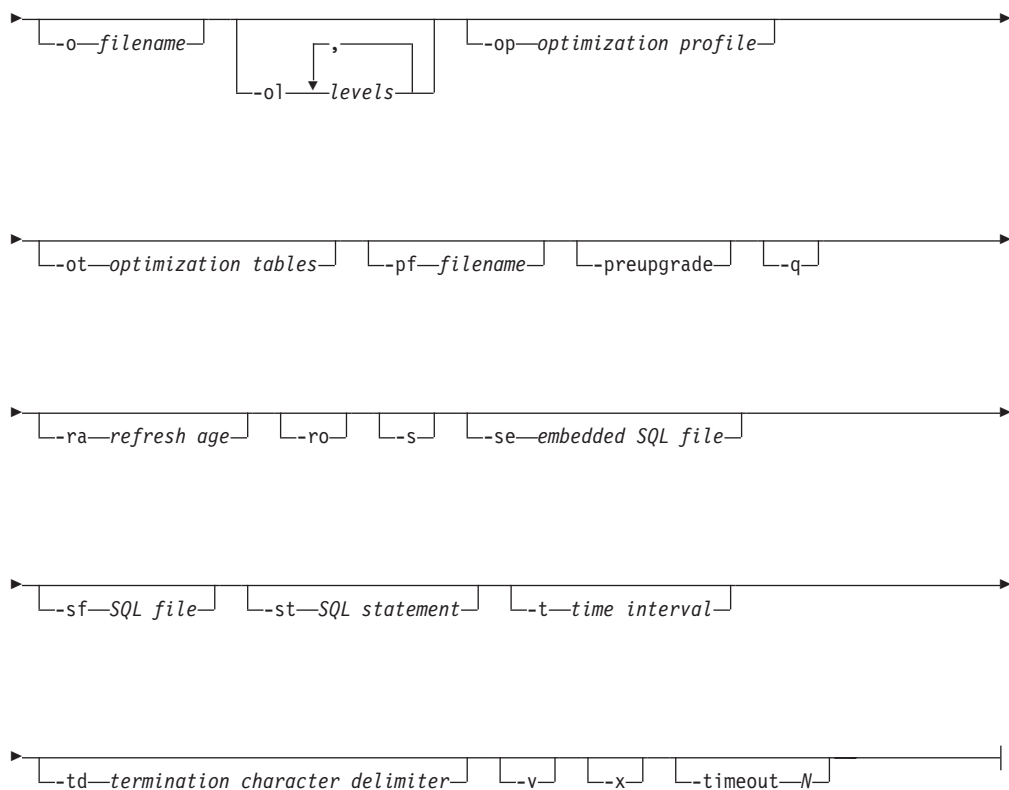 -o filename
,
-ol levels
-op optimization profile
-ot optimization tables -pf filename -preupgrade -q
-ra refresh age -ro -s -se embedded SQL file
-sf SQL file -st SQL statement -t time interval
-td termination character delimiter -v -x -timeout N